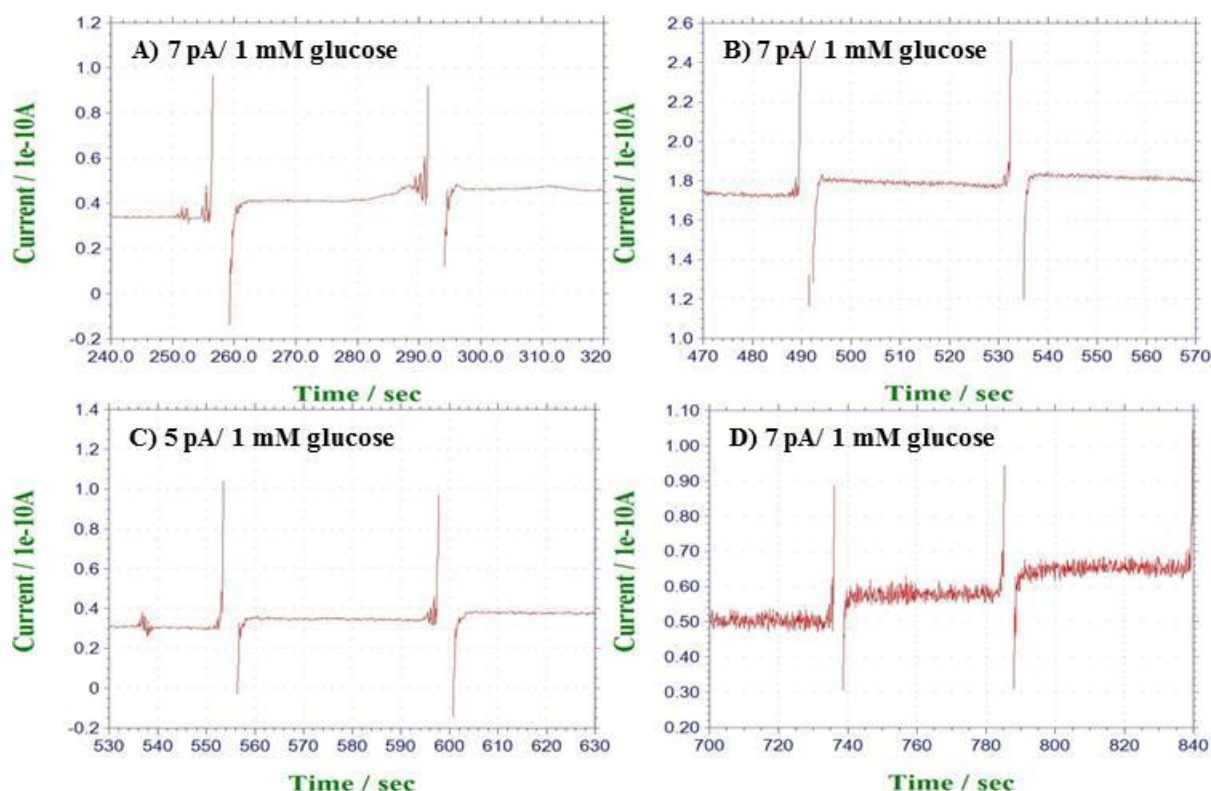 A) 7 pA/ 1 mM glucose
Current / 1e-10A
1.2
1.0
0.8
0.6
0.4
0.2
0
-0.2
240.0 250.0 260.0 270.0 280.0 290.0 300.0 310.0 320
Time / sec
B) 7 pA/ 1 mM glucose
Current / 1e-10A
2.6
2.4
2.2
2.0
1.8
1.6
1.4
1.2
1.0
470 480 490 500 510 520 530 540 550 560 570
Time / sec
C) 5 pA/ 1 mM glucose
Current / 1e-10A
1.4
1.2
1.0
0.8
0.6
0.4
0.2
0
-0.2
530 540 550 560 570 580 590 600 610 620 630
Time / sec
D) 7 pA/ 1 mM glucose
Current / 1e-10A
1.10
1.00
0.90
0.80
0.70
0.60
0.50
0.40
0.30
0.20
700 720 740 760 780 800 820 840
Time / sec